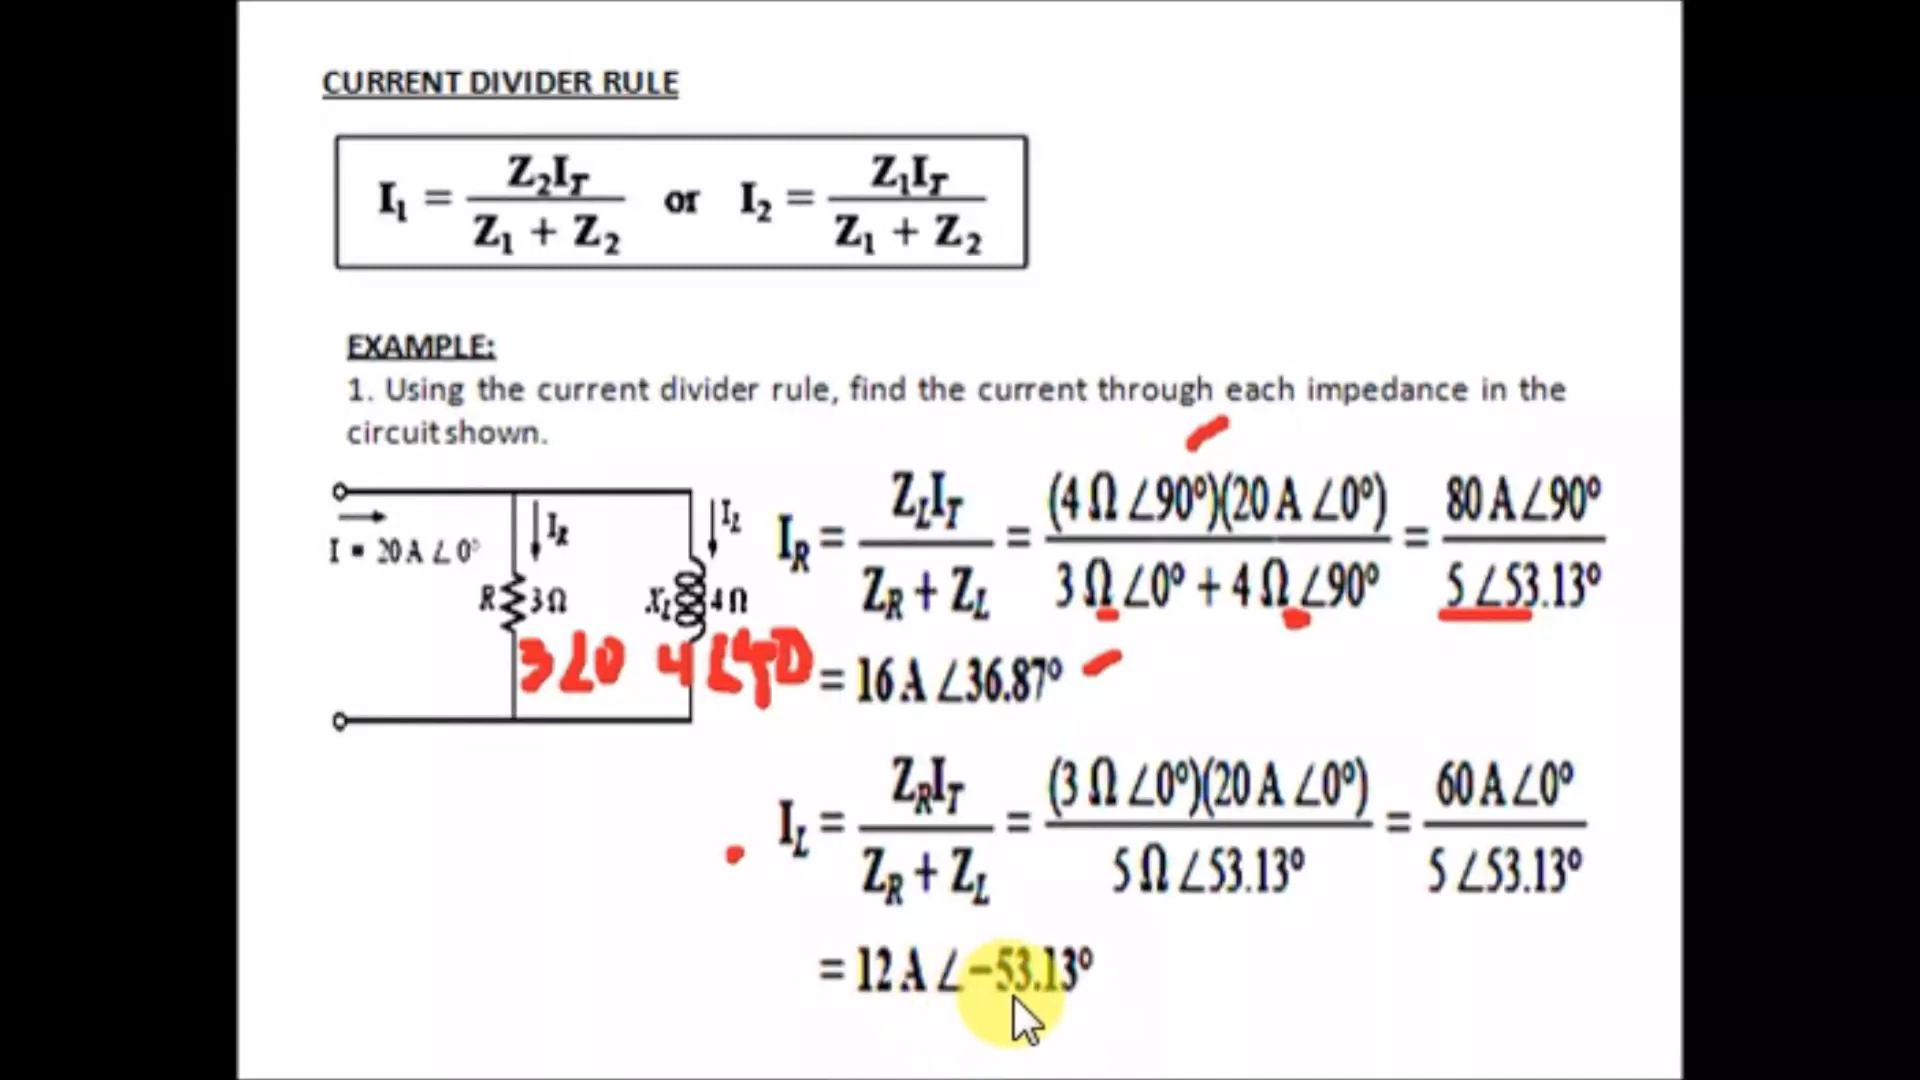 CURRENT DIVIDER RULE
I₁ = Z₂I_T / (Z₁ + Z₂) or I₂ = Z₁I_T / (Z₁ + Z₂)
EXAMPLE:
1. Using the current divider rule, find the current through each impedance in the
circuit shown.
I = 20 A ∠ 0°
I_R
I_L
R 3Ω
X_L 4Ω
3∠0 4∠90
I_R = Z_L I_T / (Z_R + Z_L) = (4 Ω ∠90°)(20 A ∠0°) / (3 Ω ∠0° + 4 Ω ∠90°) = 80 A ∠90° / 5 ∠53.13°
= 16 A ∠36.87°
I_L = Z_R I_T / (Z_R + Z_L) = (3 Ω ∠0°)(20 A ∠0°) / 5 Ω ∠53.13° = 60 A ∠0° / 5 ∠53.13°
= 12 A ∠−53.13°